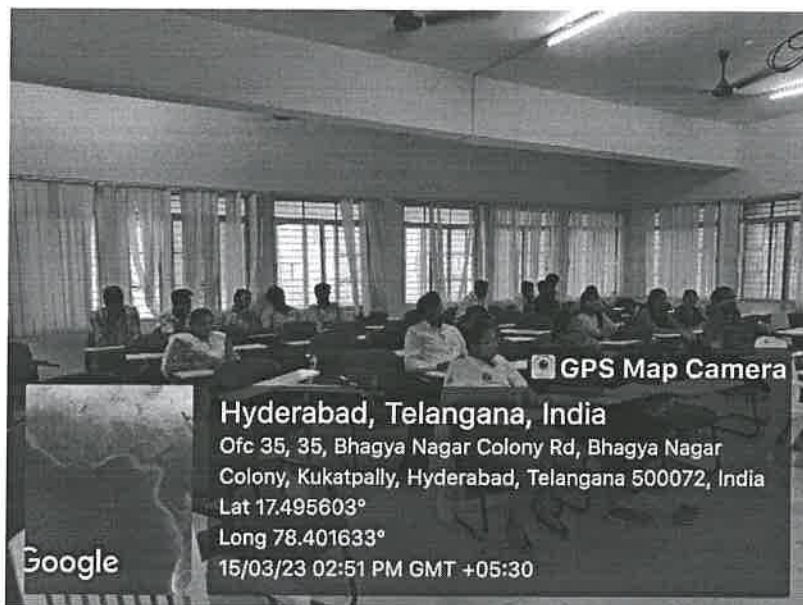 GPS Map Camera
Hyderabad, Telangana, India
Ofc 35, 35, Bhagya Nagar Colony Rd, Bhagya Nagar
Colony, Kukatpally, Hyderabad, Telangana 500072, India
Lat 17.495603°
Long 78.401633°
15/03/23 02:51 PM GMT +05:30
Google